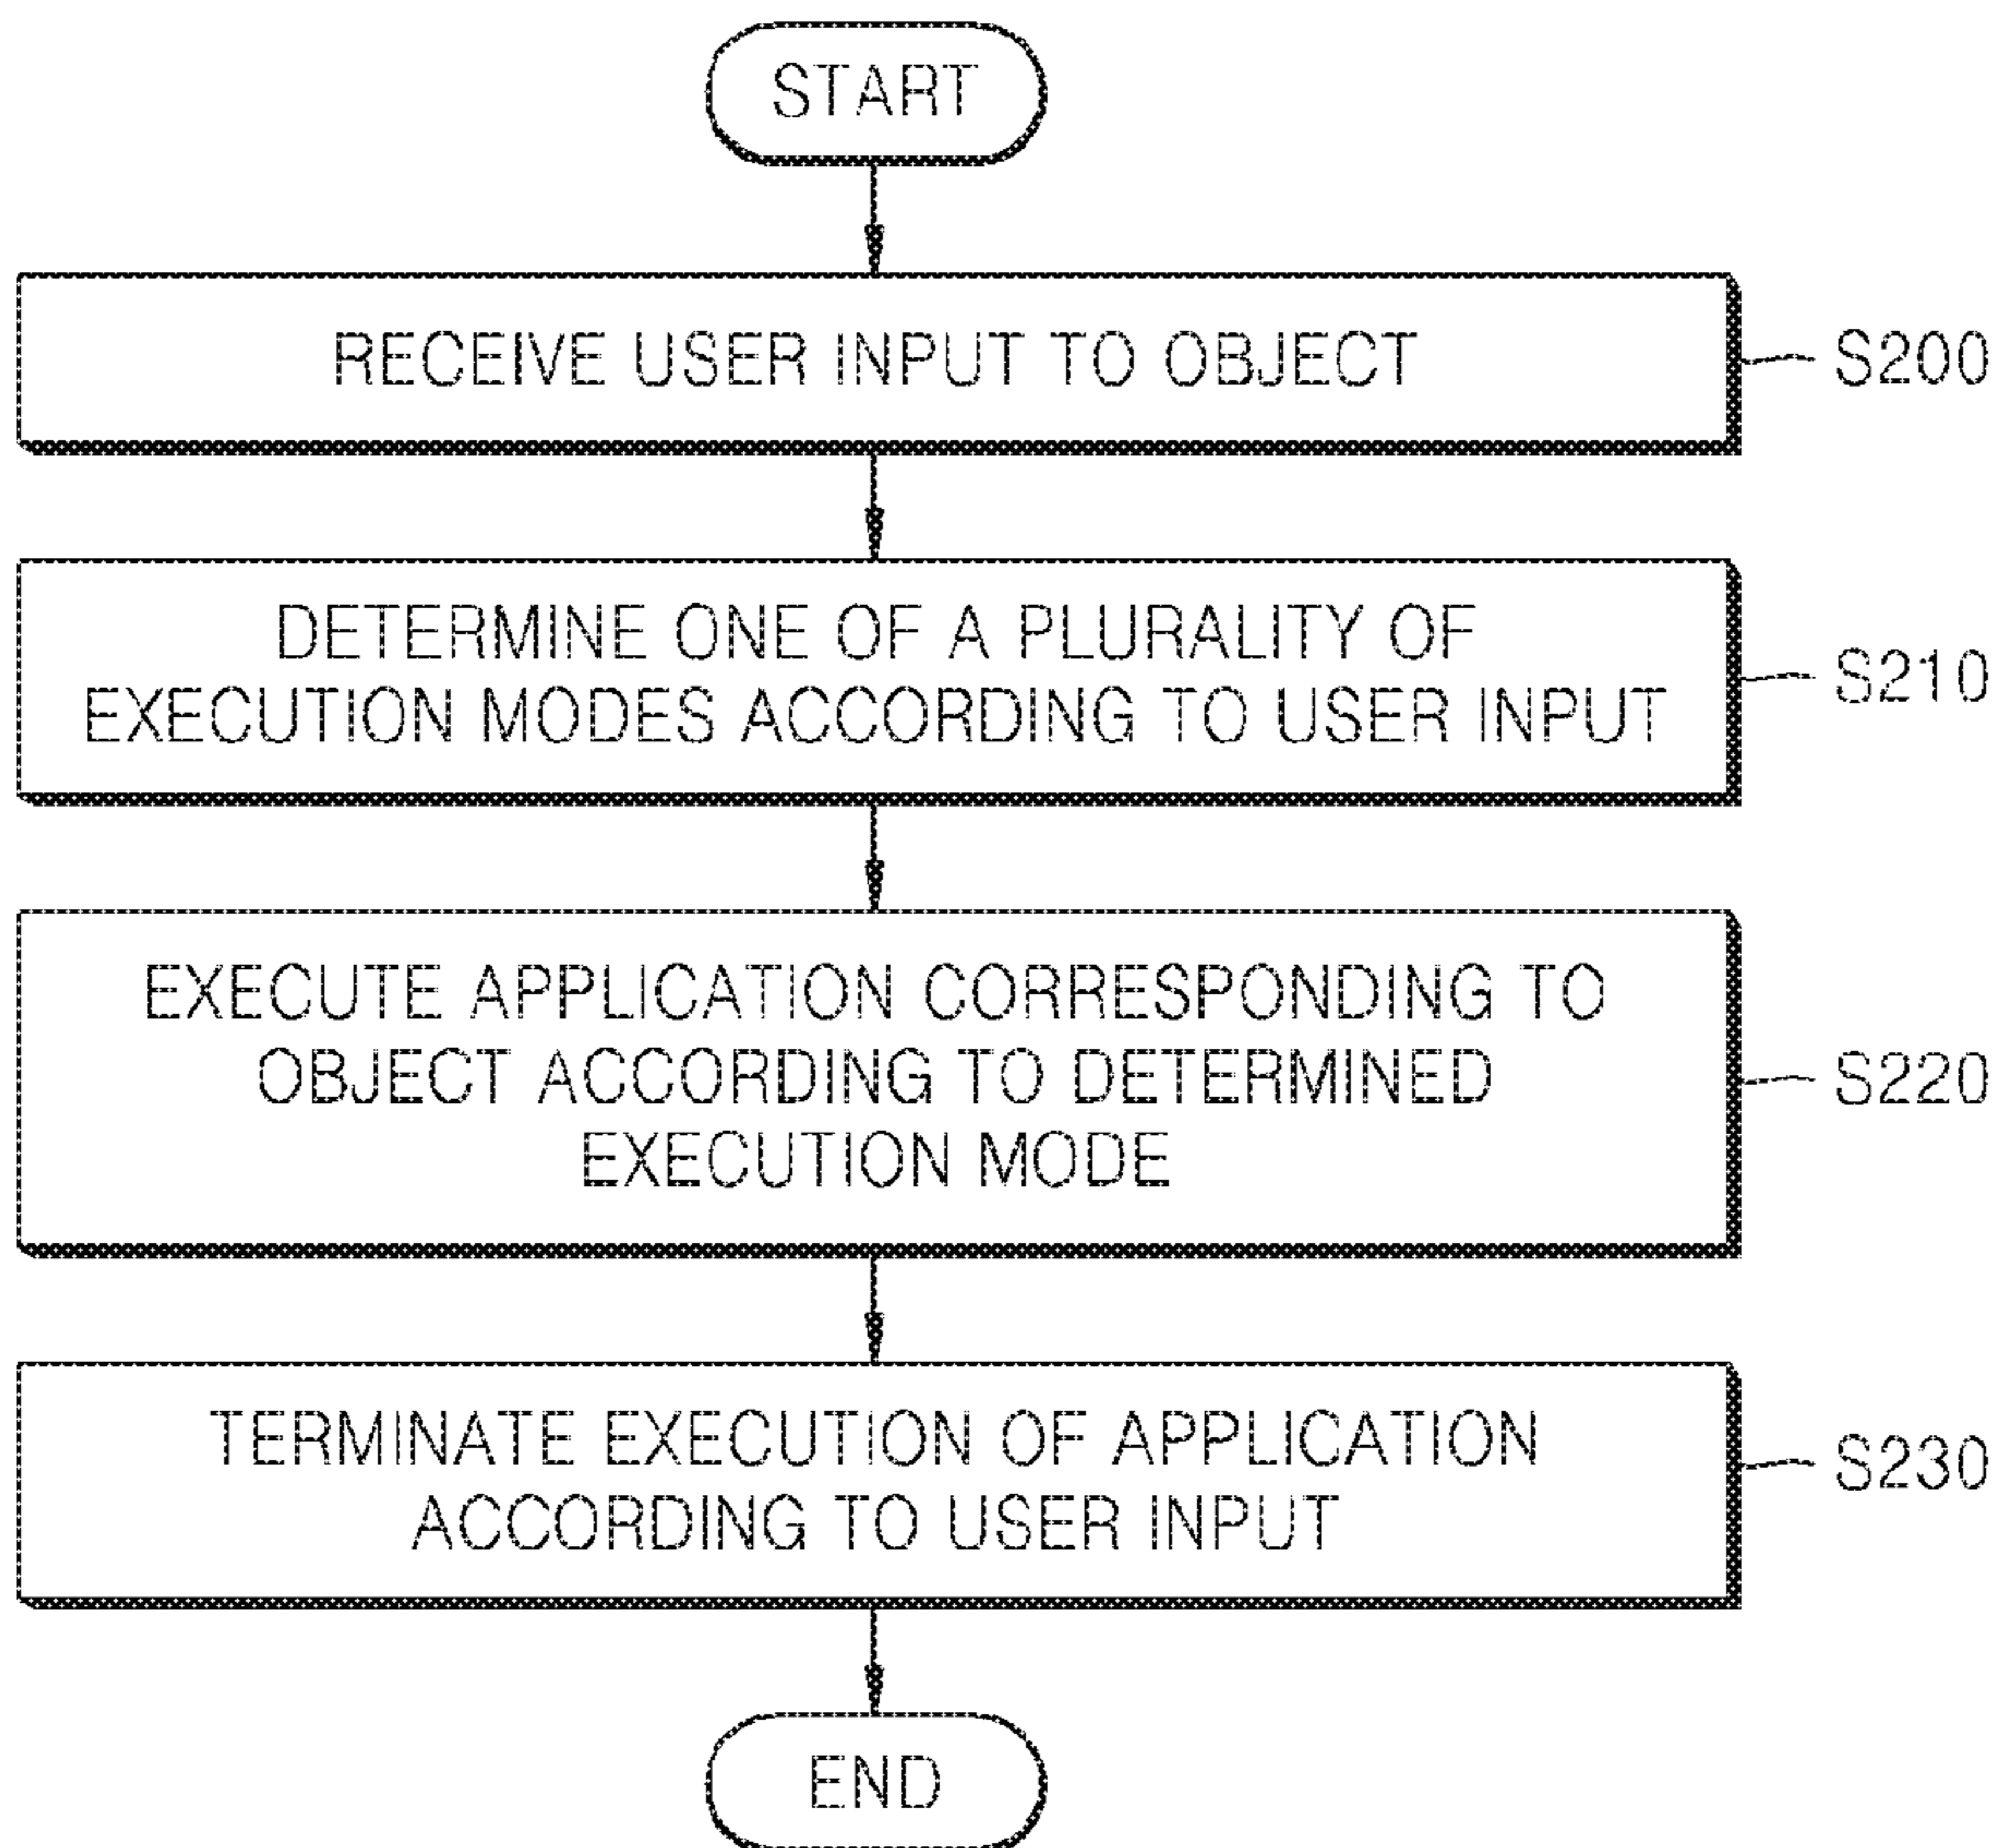 START
RECEIVE USER INPUT TO OBJECT
S200
DETERMINE ONE OF A PLURALITY OF
EXECUTION MODES ACCORDING TO USER INPUT
S210
EXECUTE APPLICATION CORRESPONDING TO
OBJECT ACCORDING TO DETERMINED
EXECUTION MODE
S220
TERMINATE EXECUTION OF APPLICATION
ACCORDING TO USER INPUT
S230
END